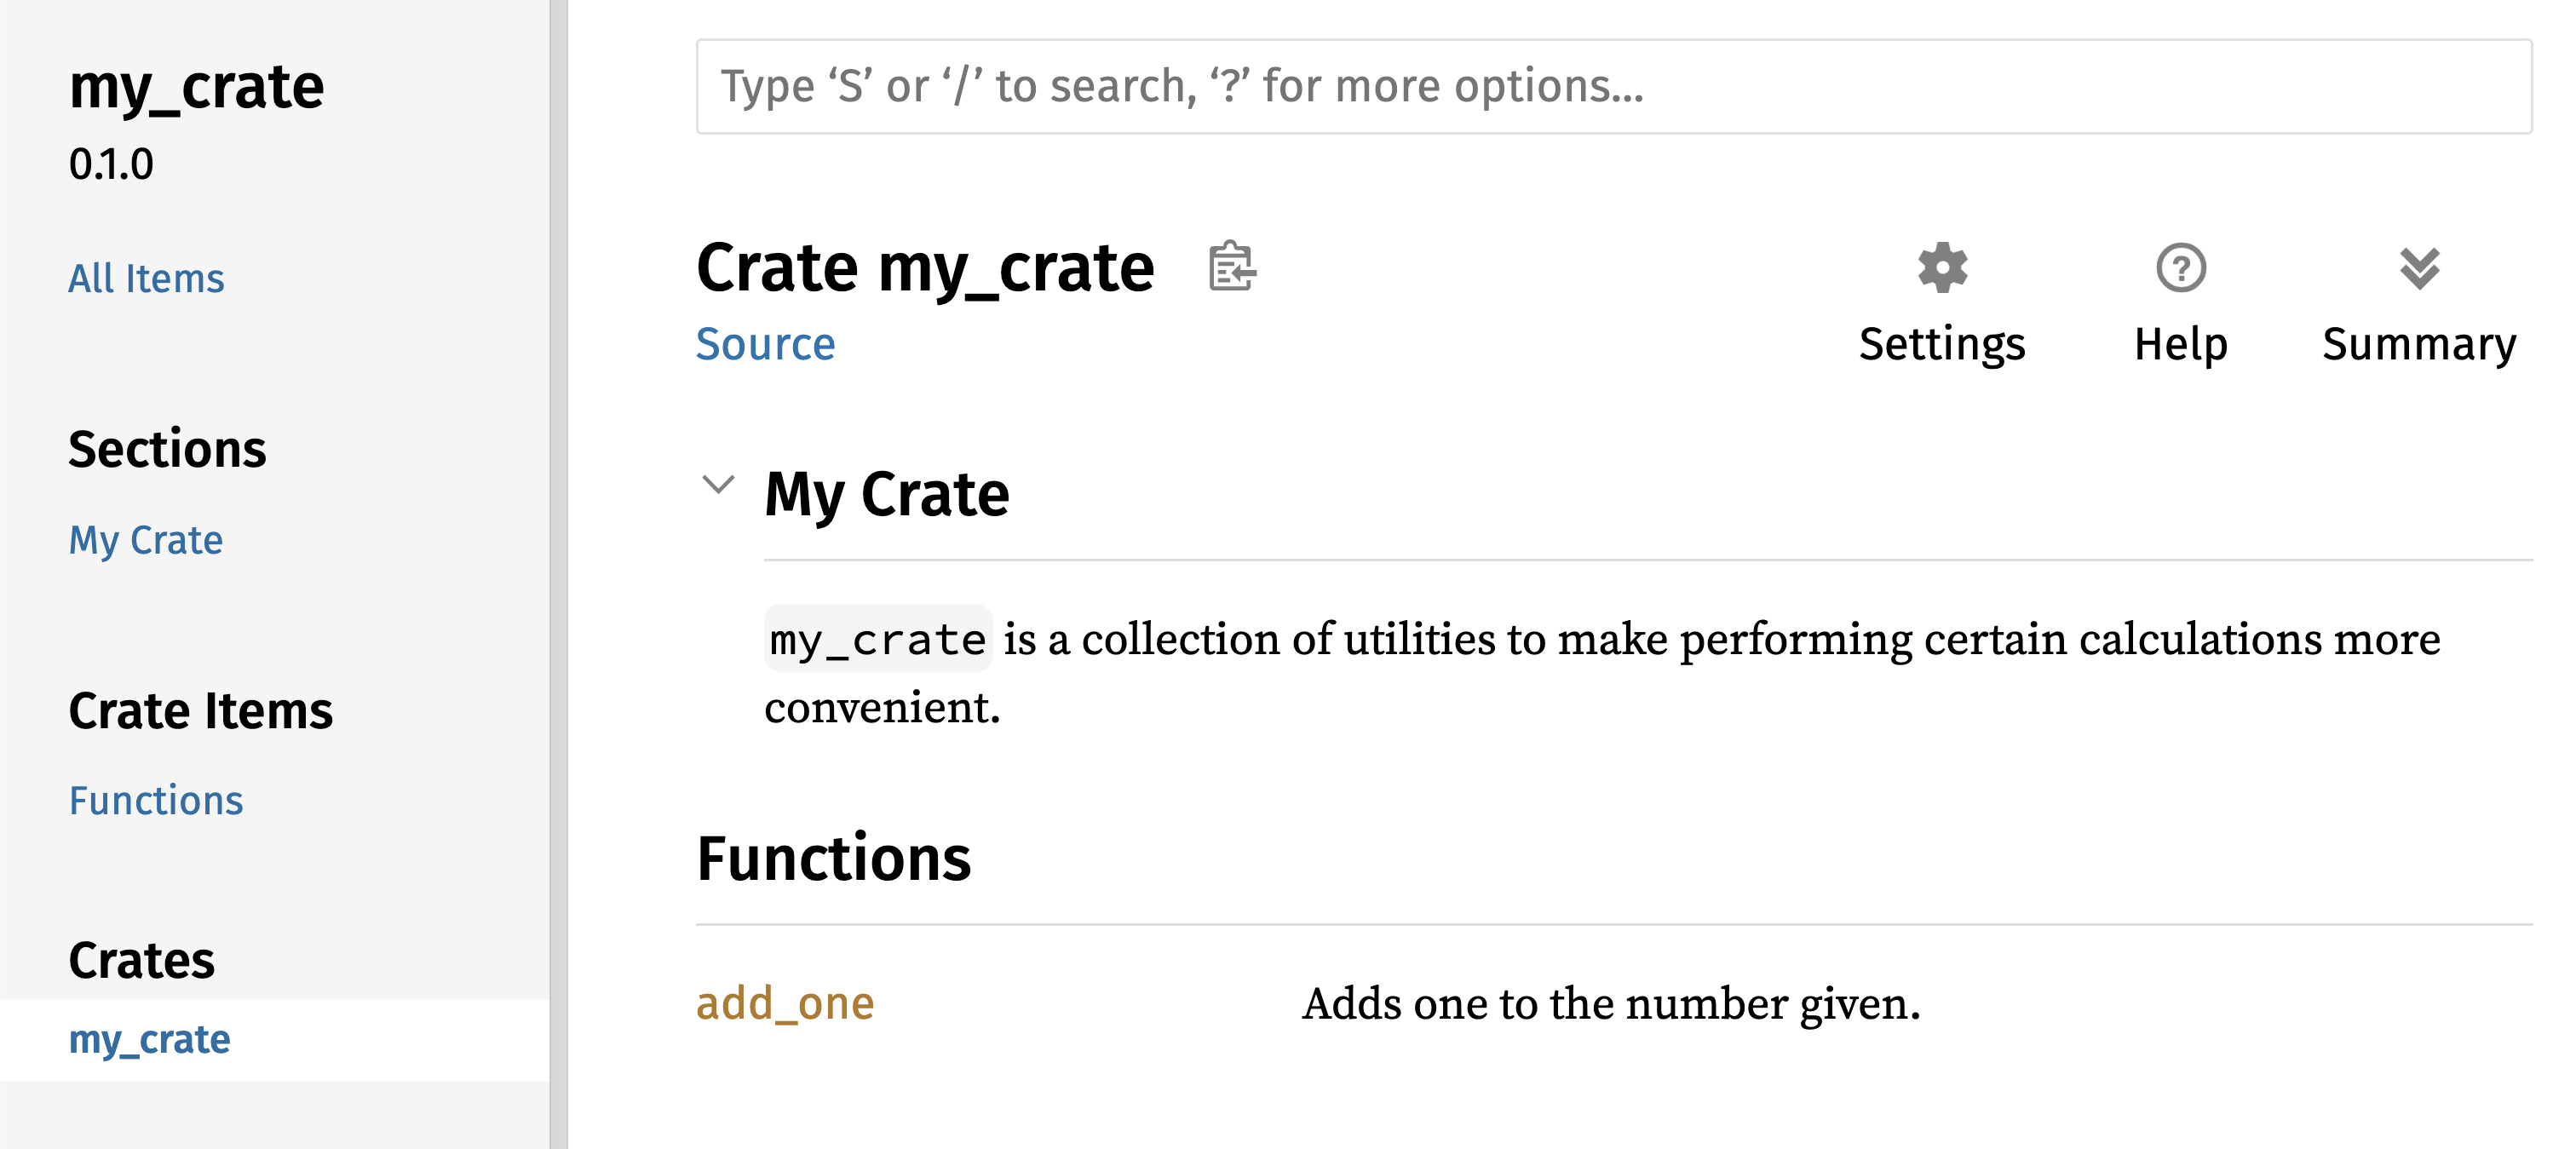 my_crate
0.1.0
All Items
Sections
My Crate
Crate Items
Functions
Crates
my_crate
Type ‘S’ or ‘/’ to search, ‘?’ for more options…
Crate my_crate
Source
Settings
Help
Summary
My Crate
my_crate is a collection of utilities to make performing certain calculations more
convenient.
Functions
add_one Adds one to the number given.